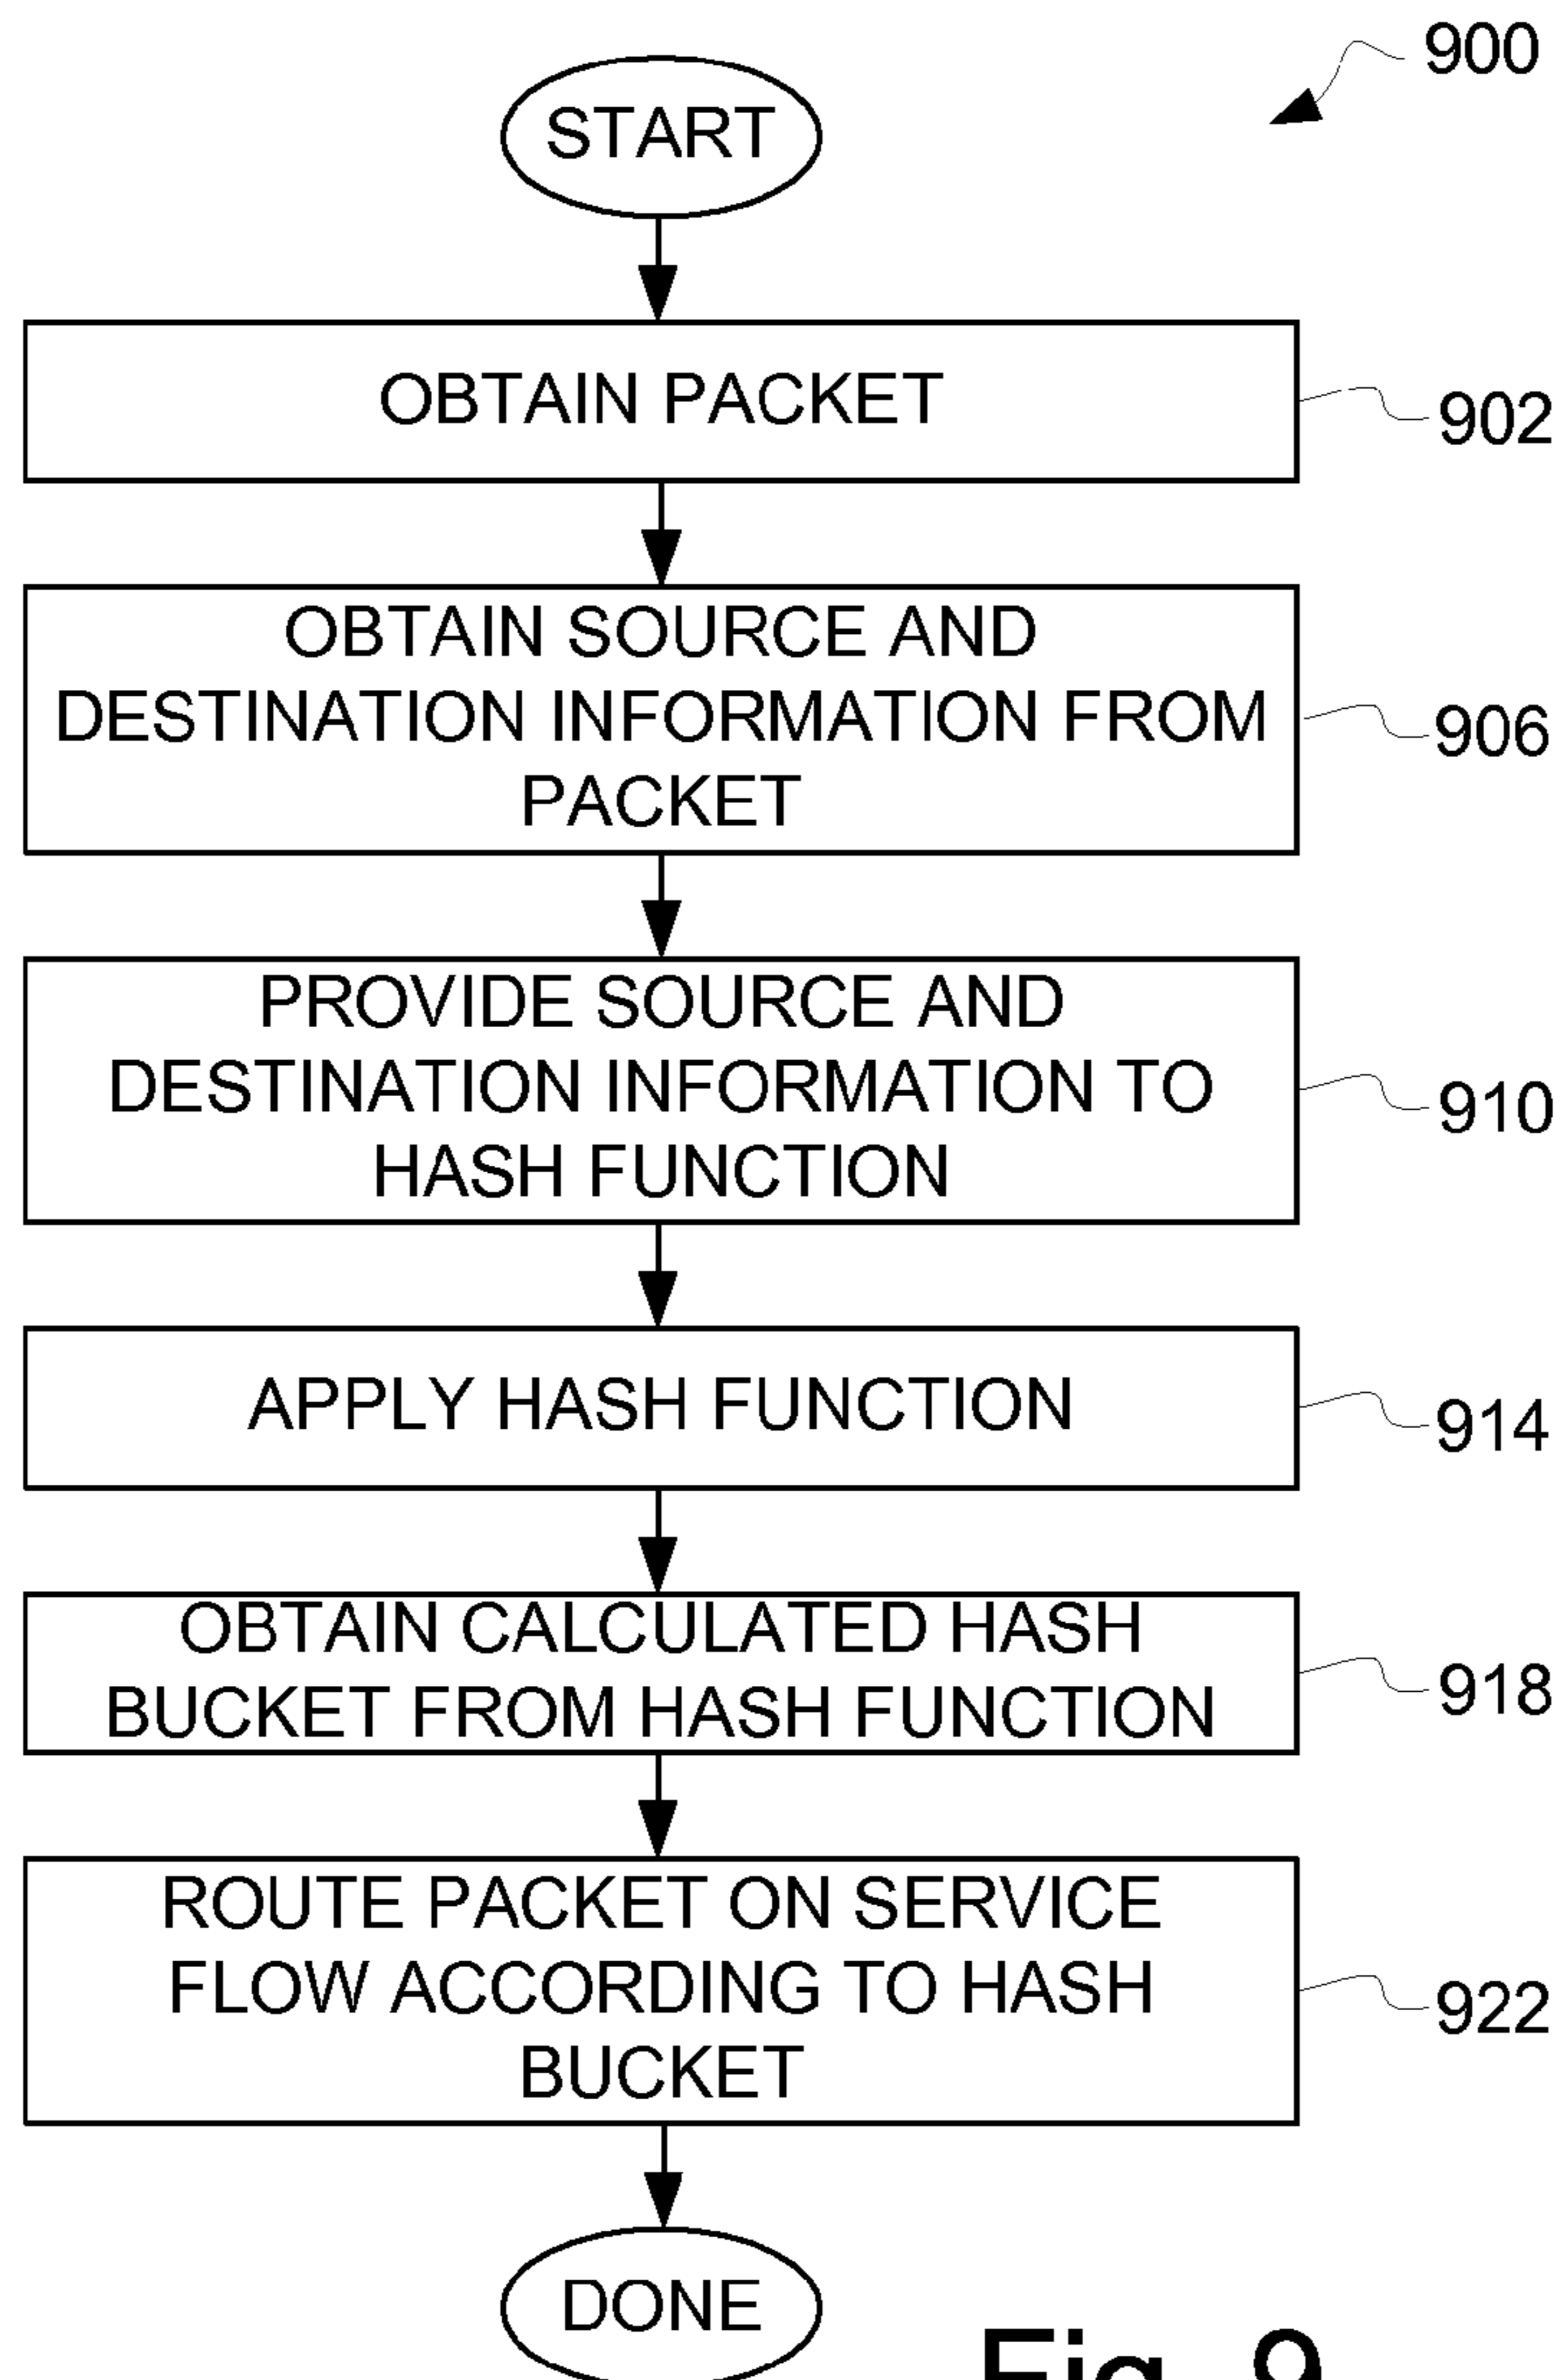 900
START
OBTAIN PACKET
902
OBTAIN SOURCE AND
DESTINATION INFORMATION FROM
PACKET
906
PROVIDE SOURCE AND
DESTINATION INFORMATION TO
HASH FUNCTION
910
APPLY HASH FUNCTION
914
OBTAIN CALCULATED HASH
BUCKET FROM HASH FUNCTION
918
ROUTE PACKET ON SERVICE
FLOW ACCORDING TO HASH
BUCKET
922
DONE
Fig. 9